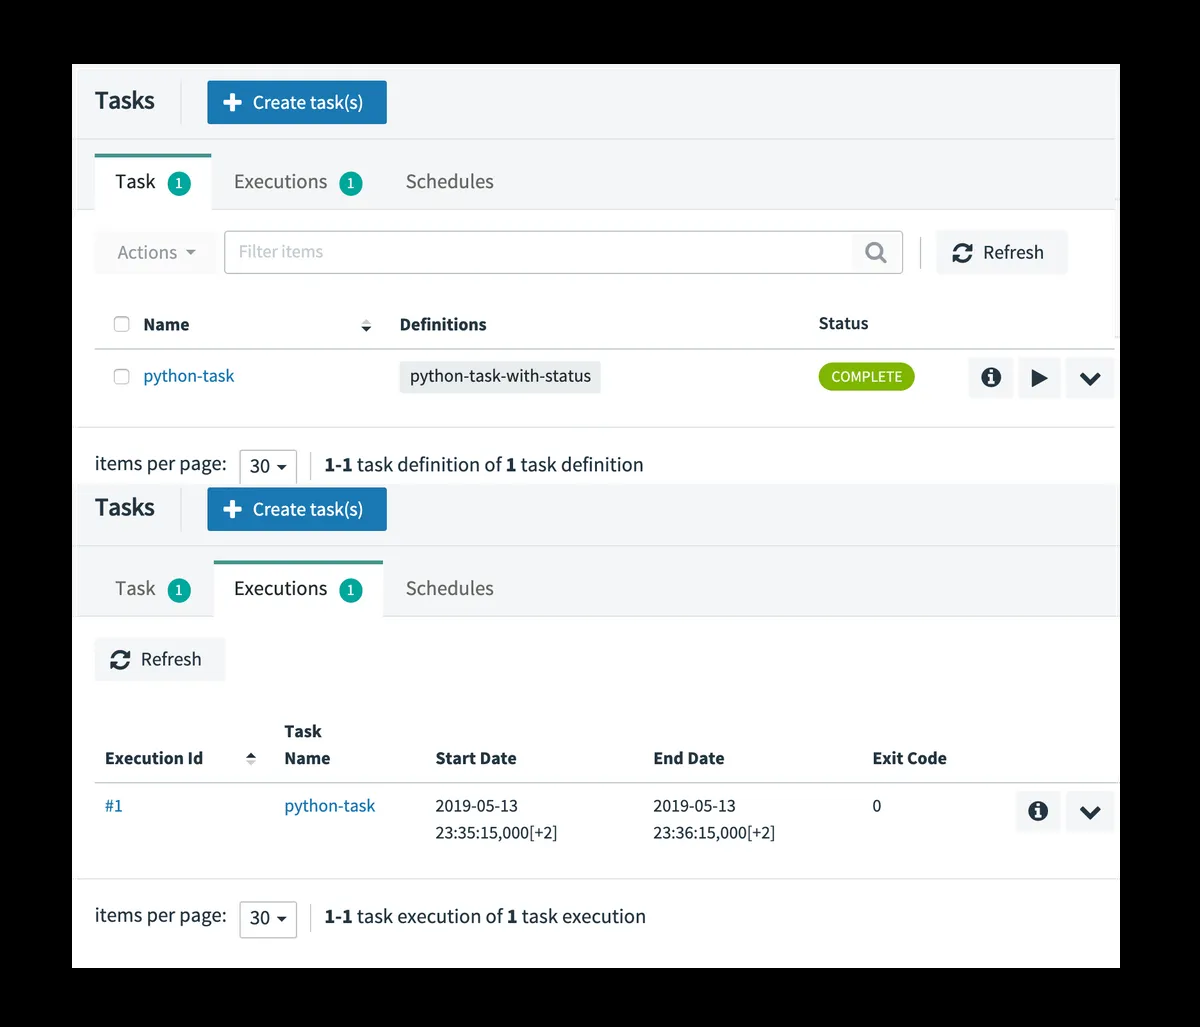 Tasks
Create task(s)
Task 1 Executions 1 Schedules
Actions Filter items Refresh
Name Definitions Status
python-task python-task-with-status COMPLETE
items per page: 30 1-1 task definition of 1 task definition
Tasks
Create task(s)
Task 1 Executions 1 Schedules
Refresh
Task
Execution Id Name Start Date End Date Exit Code
#1 python-task 2019-05-13 2019-05-13 0
23:35:15,000[+2] 23:36:15,000[+2]
items per page: 30 1-1 task execution of 1 task execution